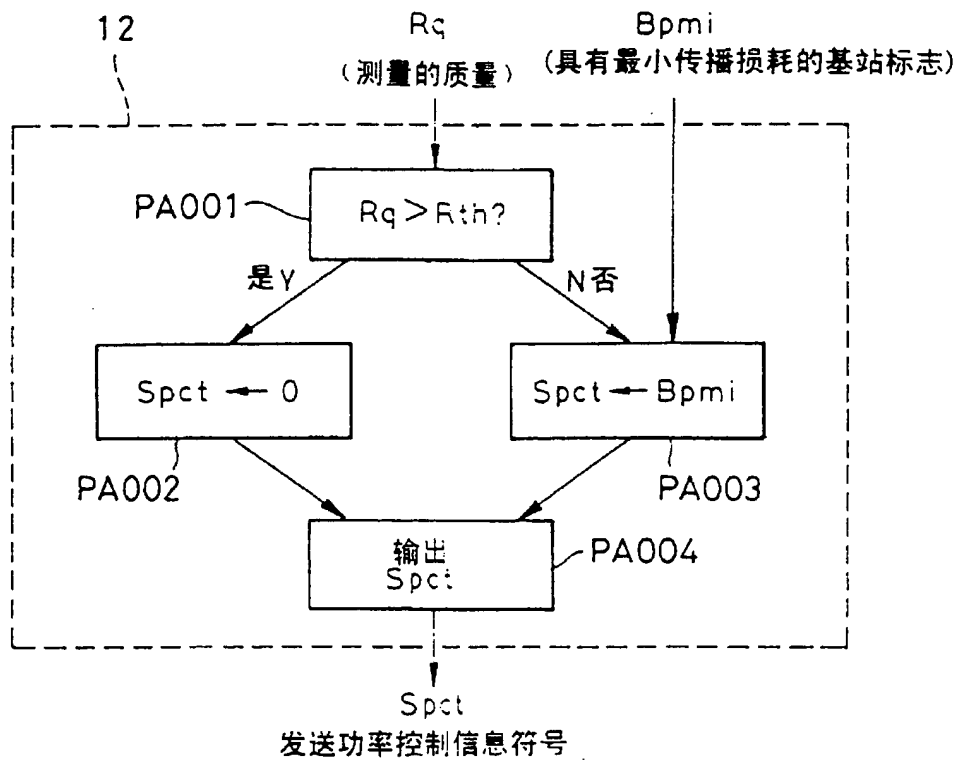 12
Rq
（测量的质量）
Bpmi
(具有最小传播损耗的基站标志)
PA001
Rq > Rth?
是Y
N否
Spct ← 0
Spct ← Bpmi
PA002
PA003
输出
Spct
PA004
Spct
发送功率控制信息符号